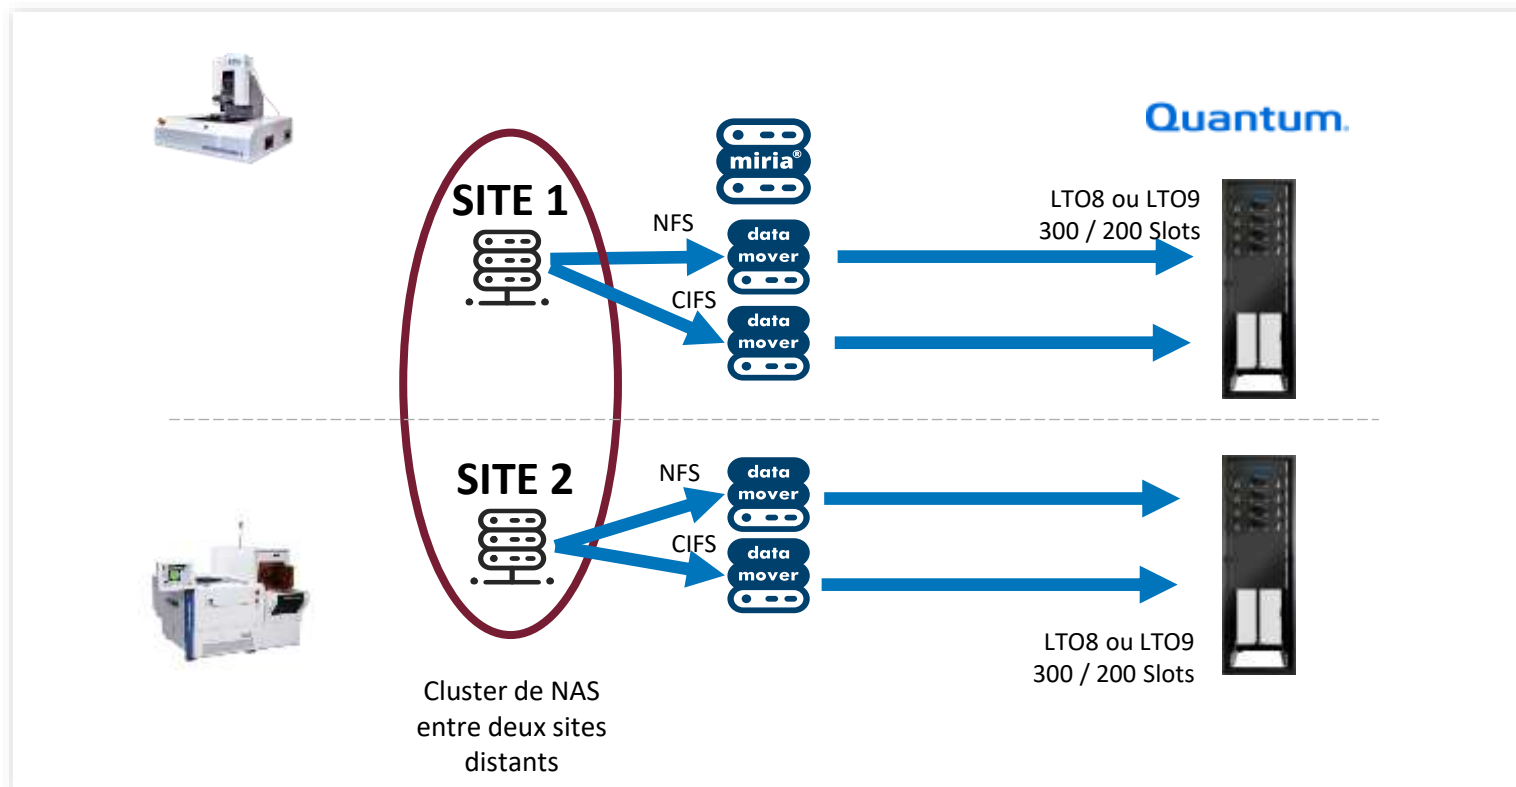 Quantum.
miria®
SITE 1
NFS
data
mover
CIFS
data
mover
LTO8 ou LTO9
300 / 200 Slots
SITE 2
NFS
data
mover
CIFS
data
mover
LTO8 ou LTO9
300 / 200 Slots
Cluster de NAS
entre deux sites
distants